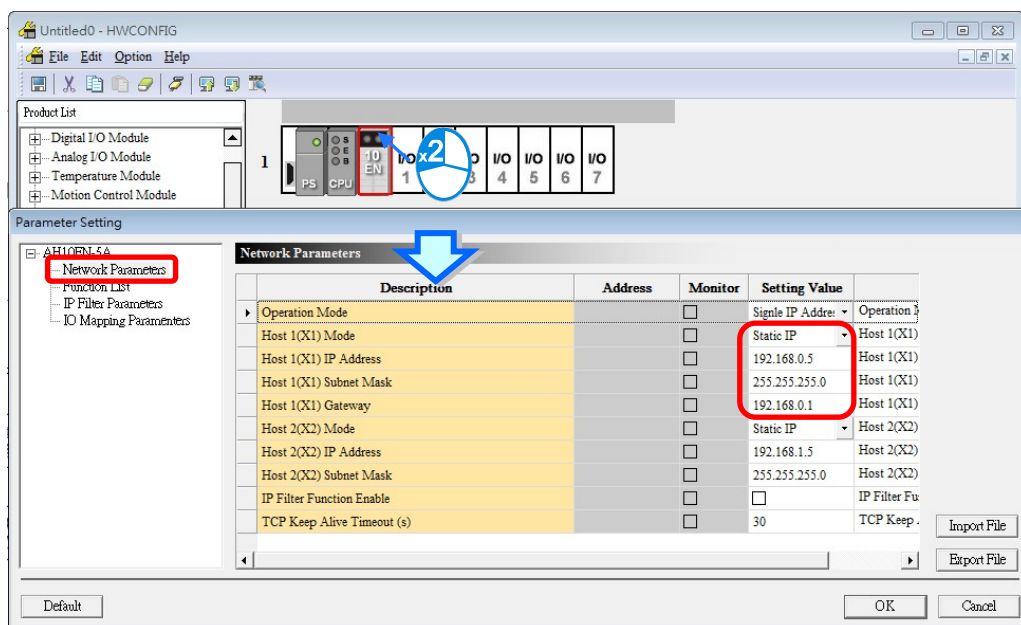 Untitled0 - HWCONFIG
File Edit Option Help
Product List
Digital I/O Module
Analog I/O Module
Temperature Module
Motion Control Module
1
PS
CPU
S
E
O
B
10
EN
I/O
1
x2
3
I/O
4
I/O
5
I/O
6
I/O
7
Parameter Setting
AH10EN-5A
Network Parameters
Function List
IP Filter Parameters
IO Mapping Paramenters
Network Parameters
Description Address Monitor Setting Value
Operation Mode Signle IP Addre: Operation
Host 1(X1) Mode Static IP Host 1(X1)
Host 1(X1) IP Address 192.168.0.5 Host 1(X1)
Host 1(X1) Subnet Mask 255.255.255.0 Host 1(X1)
Host 1(X1) Gateway 192.168.0.1 Host 1(X1)
Host 2(X2) Mode Static IP Host 2(X2)
Host 2(X2) IP Address 192.168.1.5 Host 2(X2)
Host 2(X2) Subnet Mask 255.255.255.0 Host 2(X2)
IP Filter Function Enable IP Filter Fu
TCP Keep Alive Timeout (s) 30 TCP Keep
Import File
Export File
Default OK Cancel